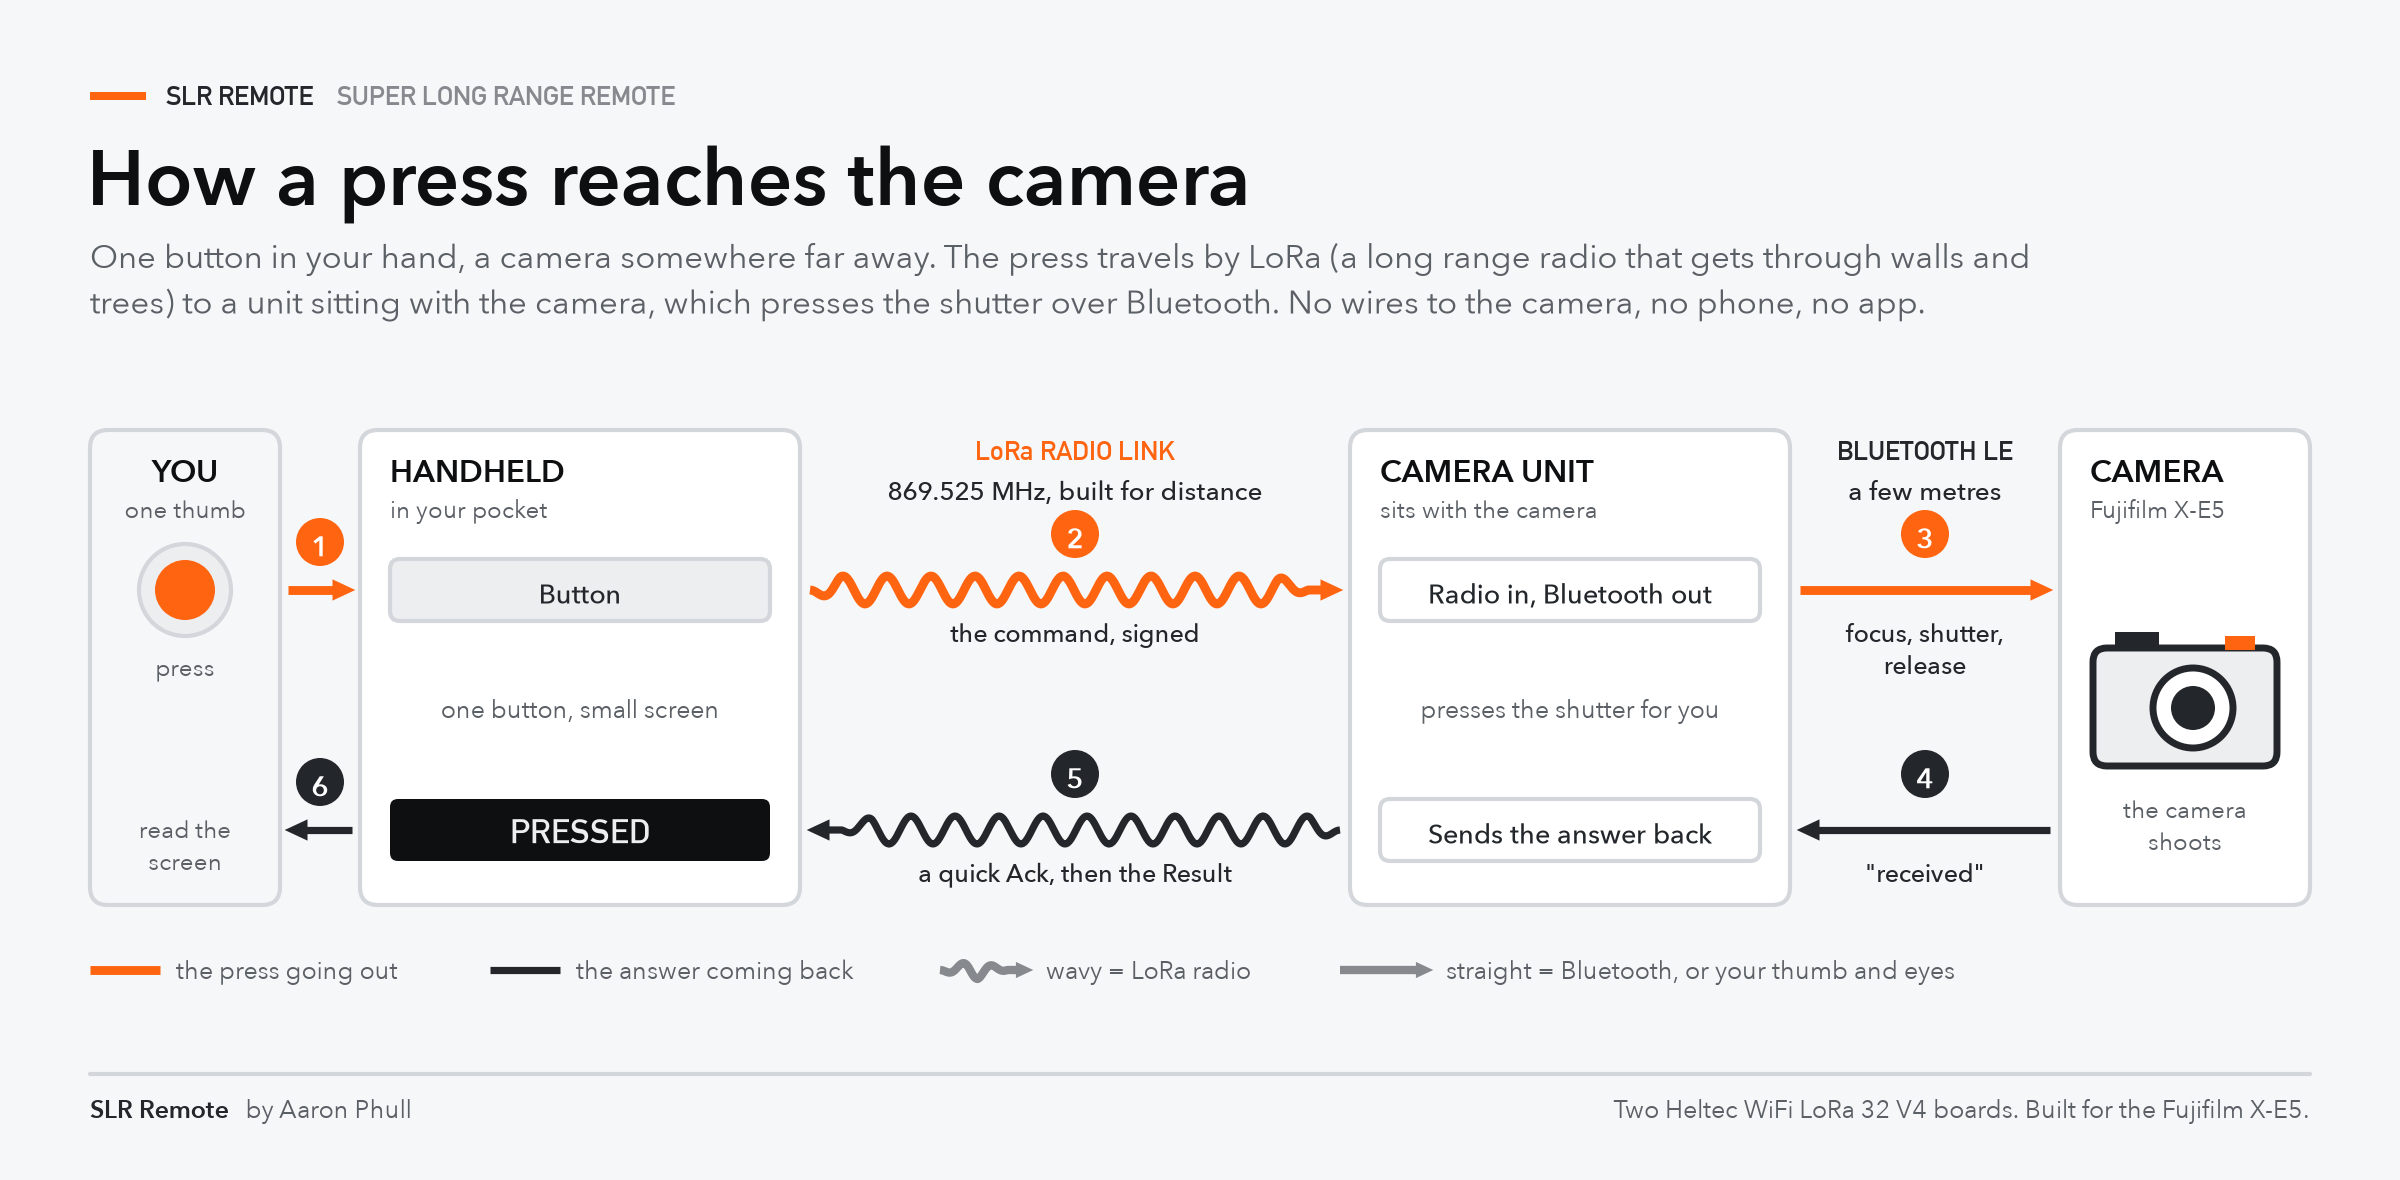 SLR REMOTE SUPER LONG RANGE REMOTE
How a press reaches the camera
One button in your hand, a camera somewhere far away. The press travels by LoRa (a long range radio that gets through walls and
trees) to a unit sitting with the camera, which presses the shutter over Bluetooth. No wires to the camera, no phone, no app.
YOU
one thumb
press
read the
screen
1
6
HANDHELD
in your pocket
Button
one button, small screen
PRESSED
LoRa RADIO LINK
869.525 MHz, built for distance
2
the command, signed
5
a quick Ack, then the Result
CAMERA UNIT
sits with the camera
Radio in, Bluetooth out
presses the shutter for you
Sends the answer back
BLUETOOTH LE
a few metres
3
focus, shutter,
release
4
"received"
CAMERA
Fujifilm X-E5
the camera
shoots
the press going out
the answer coming back
wavy = LoRa radio
straight = Bluetooth, or your thumb and eyes
SLR Remote by Aaron Phull
Two Heltec WiFi LoRa 32 V4 boards. Built for the Fujifilm X-E5.